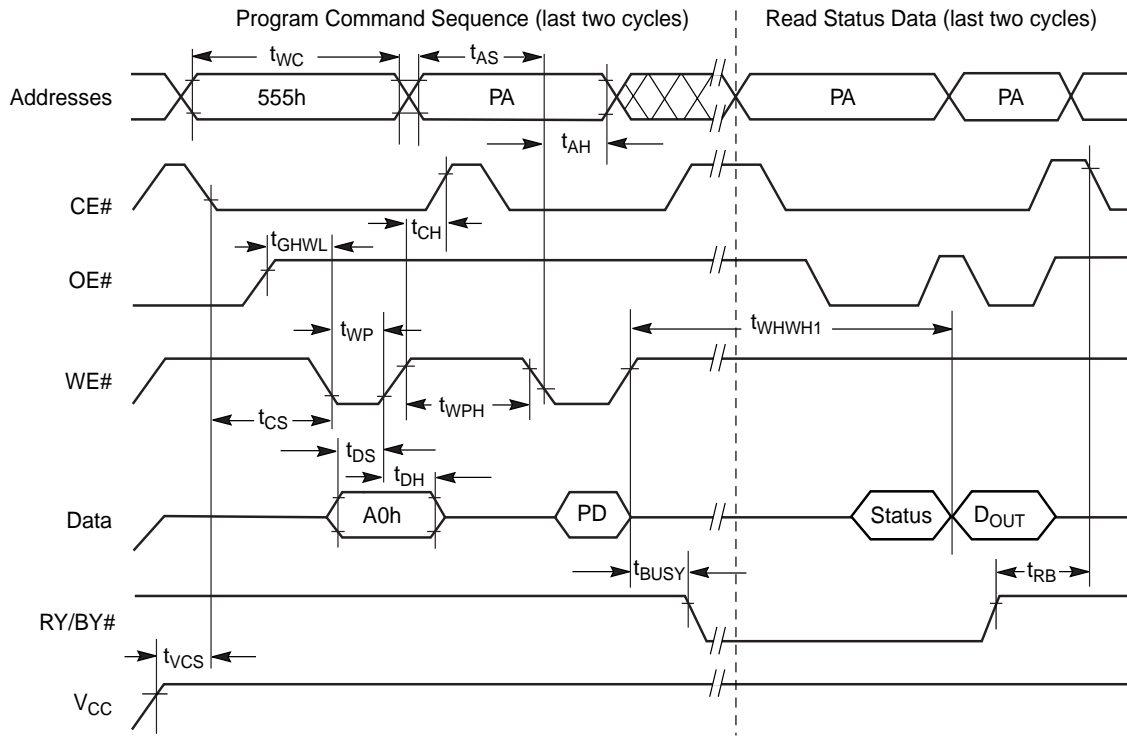 Program Command Sequence (last two cycles)
Read Status Data (last two cycles)
tWC
tAS
Addresses
555h
PA
PA
PA
tAH
CE#
tCH
tGHWL
OE#
tWP
tWHWH1
WE#
tWPH
tCS
tDS
tDH
Data
A0h
PD
Status
DOUT
tBUSY
tRB
RY/BY#
tVCS
VCC